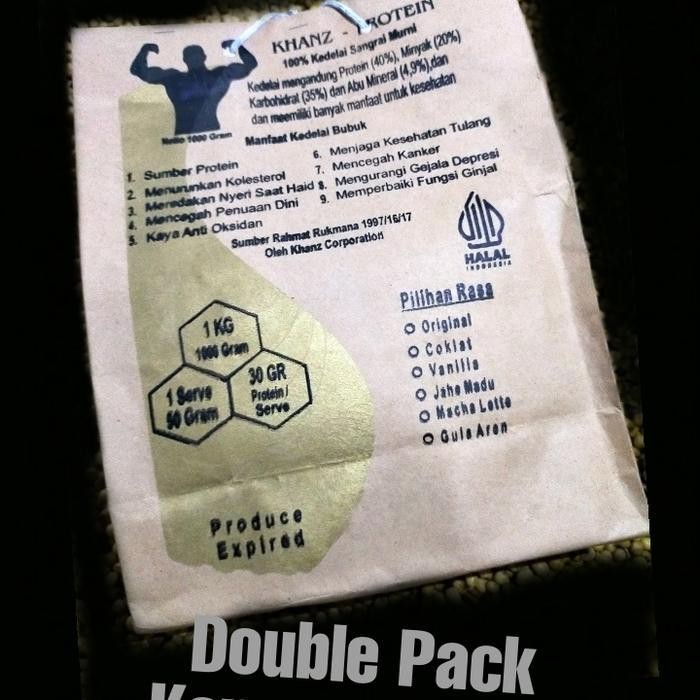 KHANZ - PROTEIN
100% Kedelai Sangrai Murni
Kedelai mengandung Protein (40%), Minyak (20%)
Karbohidrat (35%) dan Abu Mineral (4,9%),dan
dan meemiliki banyak manfaat untuk kesehatan
Netto 1000 Gram
Manfaat Kedelai Bubuk
1. Sumber Protein
2. Menurunkan Kolesterol
3. Meredakan Nyeri Saat Haid
4. Mencegah Penuaan Dini
5. Kaya Anti Oksidan
6. Menjaga Kesehatan Tulang
7. Mencegah Kanker
8. Mengurangi Gejala Depresi
9. Memperbaiki Fungsi Ginjal
Sumber Rahmat Rukmana 1997/16/17
Oleh Khanz Corporation
HALAL
INDONESIA
Pilihan Rasa
Original
Coklat
Vanilla
Jahe Madu
Macha Latte
Gula Aren
1 KG
1000 Gram
1 Serve
50 Gram
30 GR
Protein /
Serve
Produce
Expired
Double Pack